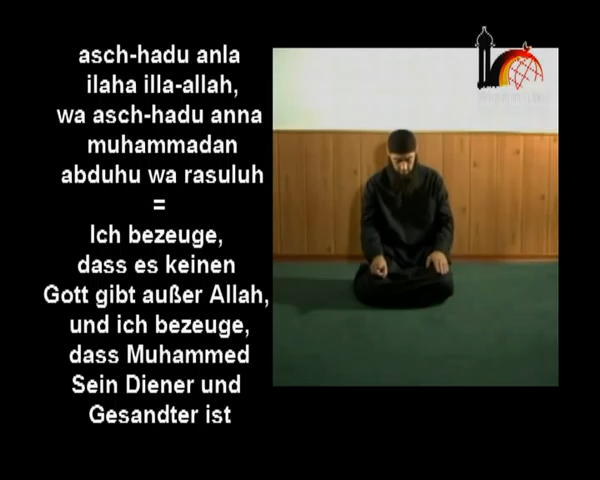 asch-hadu anla
ilaha illa-allah,
wa asch-hadu anna
muhammadan
abduhu wa rasuluh
=
Ich bezeuge,
dass es keinen
Gott gibt außer Allah,
und ich bezeuge,
dass Muhammed
Sein Diener und
Gesandter ist